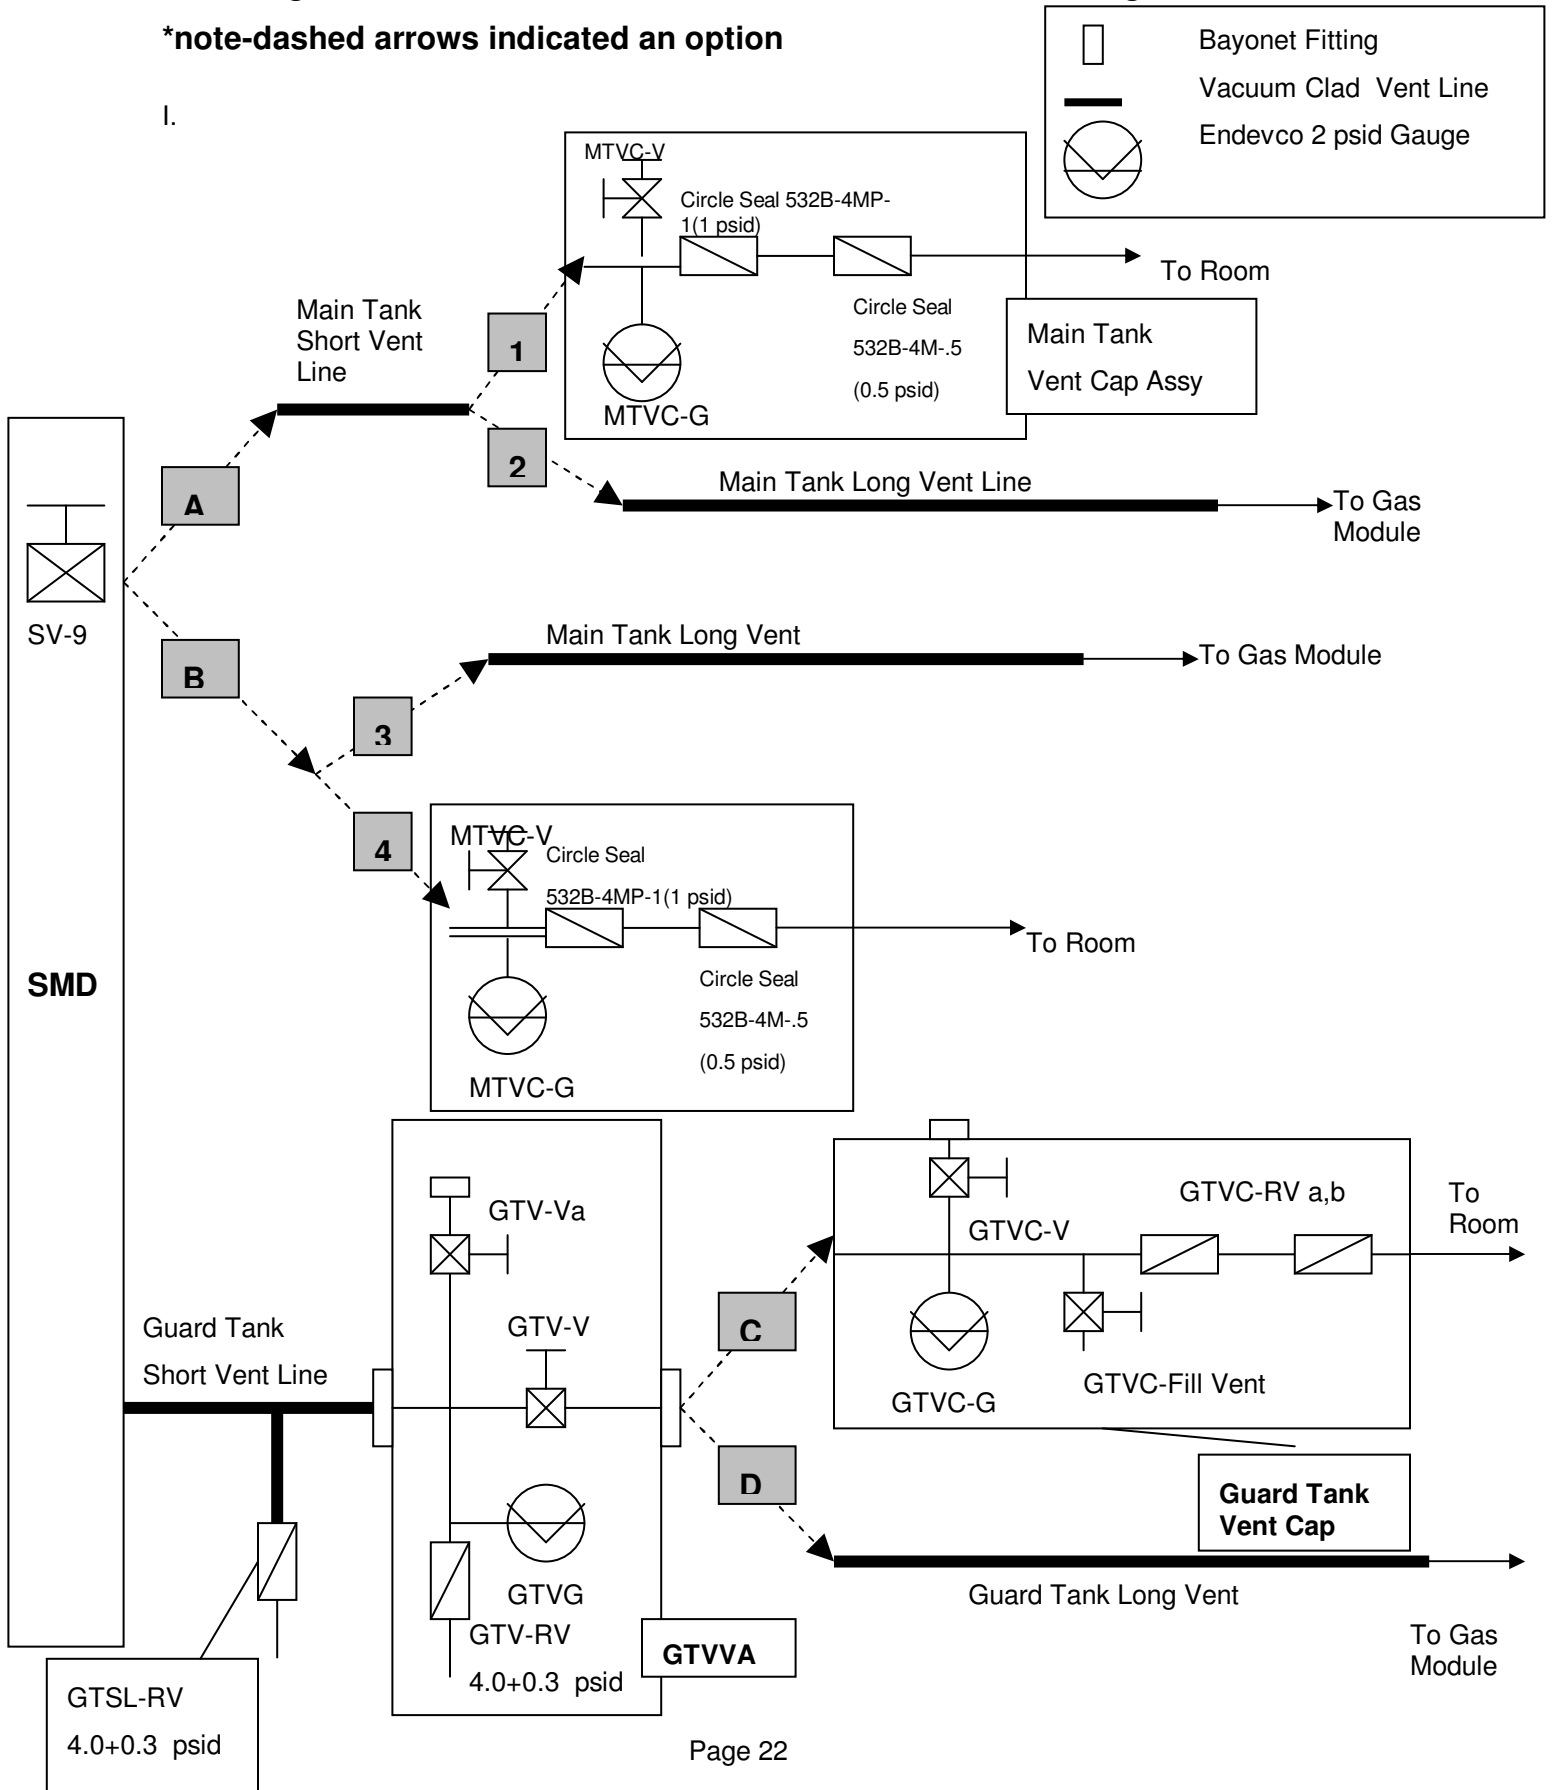 *note-dashed arrows indicated an option
Bayonet Fitting
Vacuum Clad Vent Line
Endevco 2 psid Gauge
I.
MTVC-V
Circle Seal 532B-4MP-
1(1 psid)
To Room
Main Tank
Short Vent
Line
1
Circle Seal
532B-4M-.5
(0.5 psid)
Main Tank
Vent Cap Assy
MTVC-G
2
Main Tank Long Vent Line
To Gas
Module
A
SV-9
B
Main Tank Long Vent
To Gas Module
3
4
MTVC-V
Circle Seal
532B-4MP-1(1 psid)
To Room
SMD
Circle Seal
532B-4M-.5
(0.5 psid)
MTVC-G
GTV-Va
GTVC-RV a,b
To
Room
GTVC-V
Guard Tank
Short Vent Line
GTV-V
C
GTVC-Fill Vent
GTVC-G
D
Guard Tank
Vent Cap
GTVG
Guard Tank Long Vent
GTV-RV
4.0+0.3 psid
GTVVA
To Gas
Module
GTSL-RV
4.0+0.3 psid
Page 22